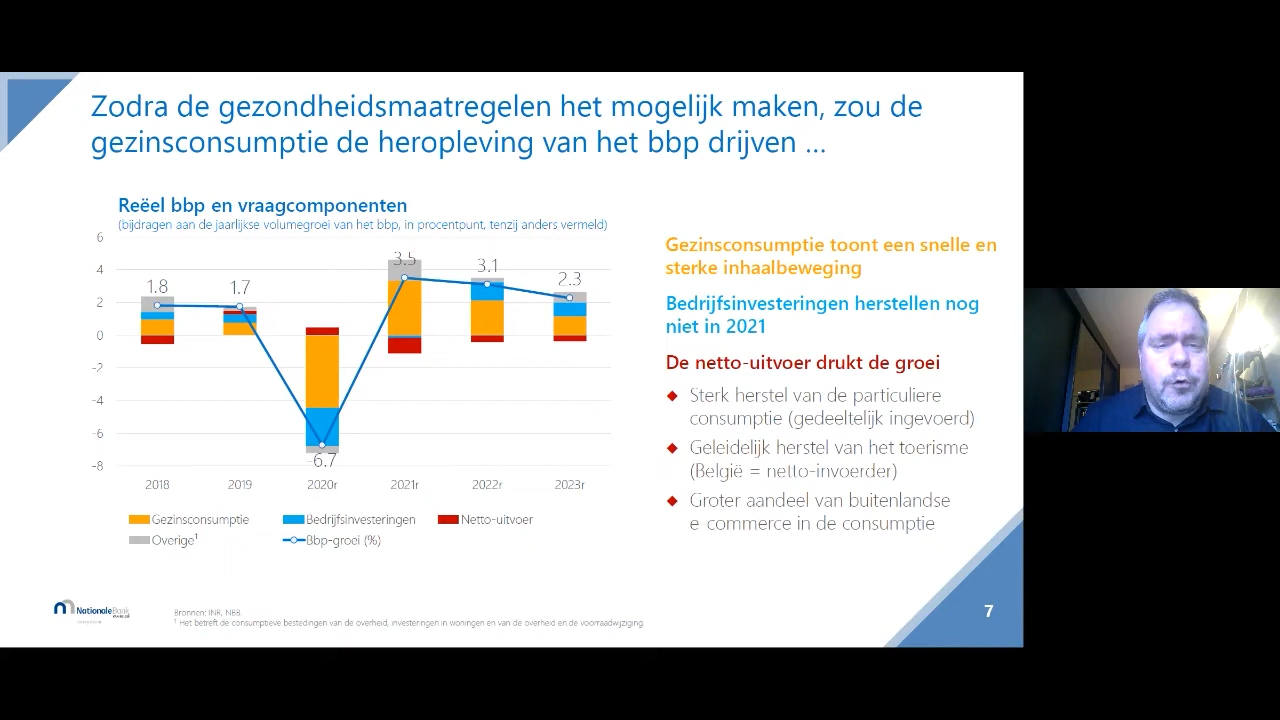 Zodra de gezondheidsmaatregelen het mogelijk maken, zou de
gezinsconsumptie de heropleving van het bbp drijven ...
Reëel bbp en vraagcomponenten
(bijdragen aan de jaarlijkse volumegroei van het bbp, in procentpunt, tenzij anders vermeld)
6
4
2
0
-2
-4
-6
-8
1.8
1.7
-6.7
3.5
3.1
2.3
2018
2019
2020r
2021r
2022r
2023r
Gezinsconsumptie
Bedrijfsinvesteringen
Netto-uitvoer
Overige¹
Bbp-groei (%)
Gezinsconsumptie toont een snelle en
sterke inhaalbeweging
Bedrijfsinvesteringen herstellen nog
niet in 2021
De netto-uitvoer drukt de groei
◆ Sterk herstel van de particuliere
consumptie (gedeeltelijk ingevoerd)
◆ Geleidelijk herstel van het toerisme
(België = netto-invoerder)
◆ Groter aandeel van buitenlandse
e-commerce in de consumptie
NationaleBank
Bronnen: INR, NBB.
¹ Het betreft de consumptieve bestedingen van de overheid, investeringen in woningen en van de overheid en de voorraadwijziging.
7